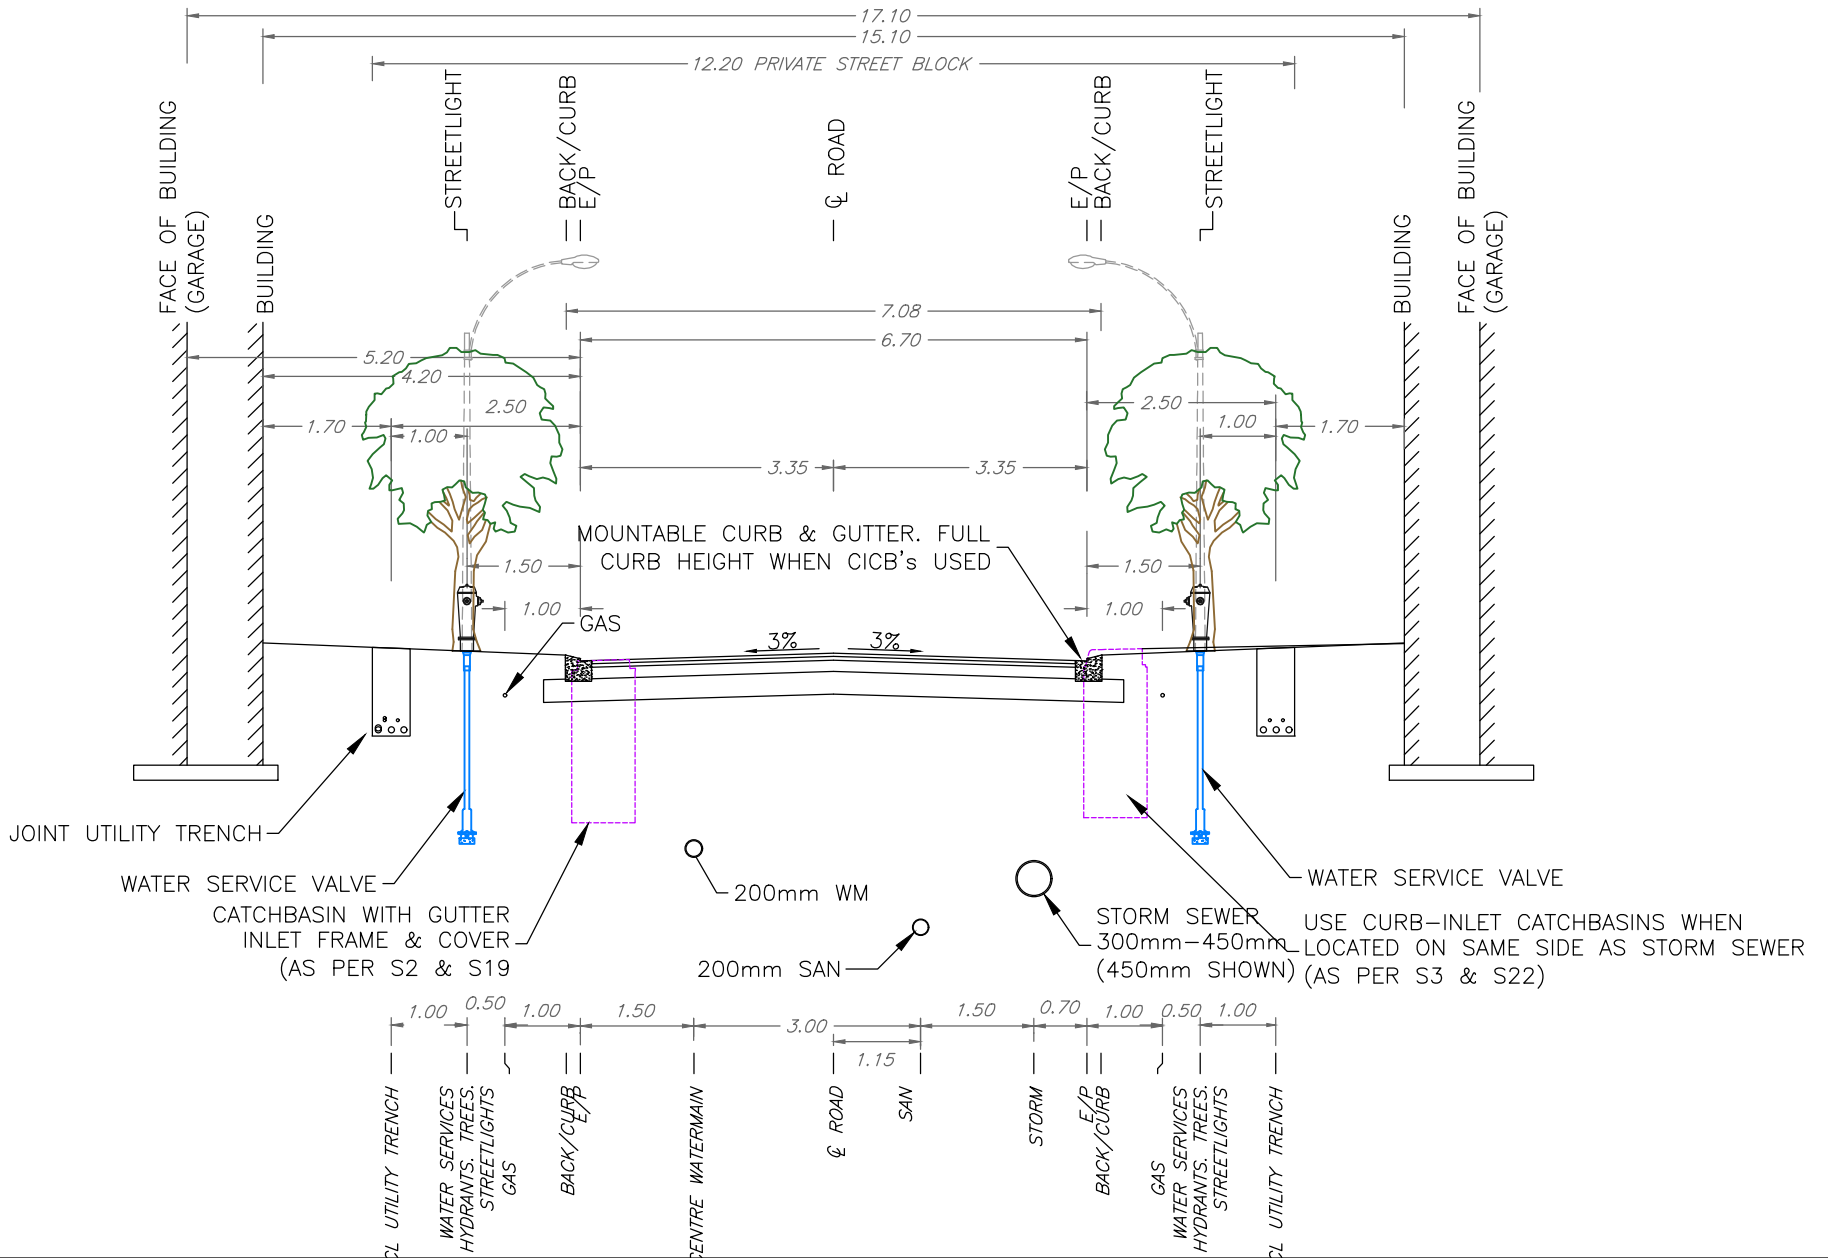 17.10
15.10
12.20 PRIVATE STREET BLOCK
FACE OF BUILDING
(GARAGE)
BUILDING
STREETLIGHT
BACK/CURB
E/P
℄ ROAD
E/P
BACK/CURB
STREETLIGHT
BUILDING
FACE OF BUILDING
(GARAGE)
7.08
6.70
5.20
4.20
2.50
2.50
1.70
1.00
1.00
1.70
3.35
3.35
MOUNTABLE CURB & GUTTER. FULL
CURB HEIGHT WHEN CICB's USED
1.50
1.50
1.00
1.00
GAS
3%
3%
JOINT UTILITY TRENCH
WATER SERVICE VALVE
CATCHBASIN WITH GUTTER
INLET FRAME & COVER
(AS PER S2 & S19
200mm WM
200mm SAN
STORM SEWER
300mm-450mm
(450mm SHOWN)
WATER SERVICE VALVE
USE CURB-INLET CATCHBASINS WHEN
LOCATED ON SAME SIDE AS STORM SEWER
(AS PER S3 & S22)
1.00
0.50
1.00
1.50
3.00
1.50
0.70
1.00
0.50
1.00
1.15
CL UTILITY TRENCH
WATER SERVICES
HYDRANTS. TREES.
STREETLIGHTS
GAS
BACK/CURB
E/P
CENTRE WATERMAIN
℄ ROAD
SAN
STORM
E/P
BACK/CURB
GAS
WATER SERVICES
HYDRANTS. TREES.
STREETLIGHTS
CL UTILITY TRENCH